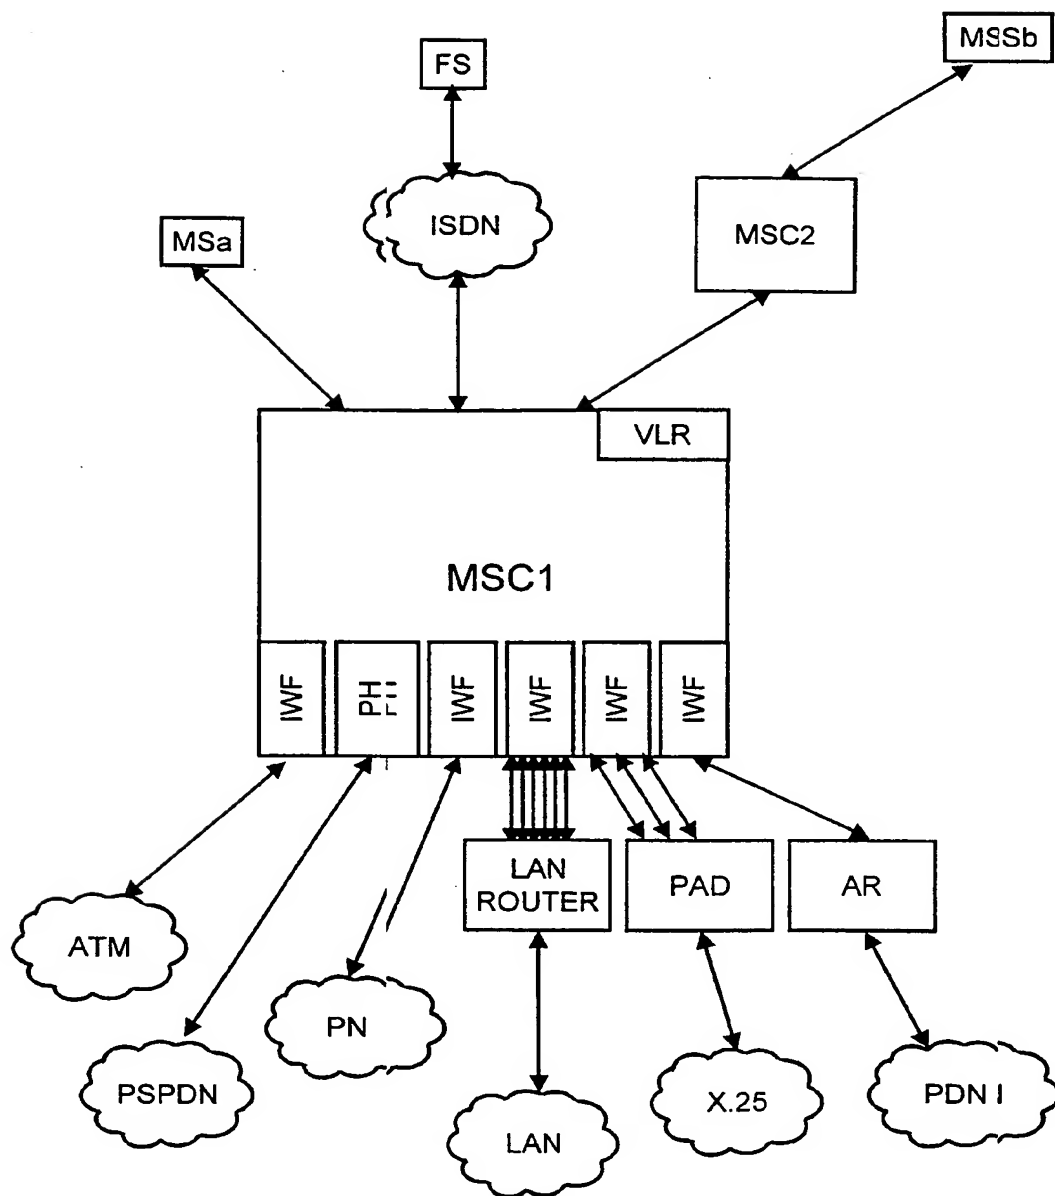 FS
MSSb
ISDN
MSC2
MSa
VLR
MSC1
IWF
PH
IWF
IWF
IWF
IWF
LAN
ROUTER
PAD
AR
ATM
PN
PSPDN
LAN
X.25
PDN I